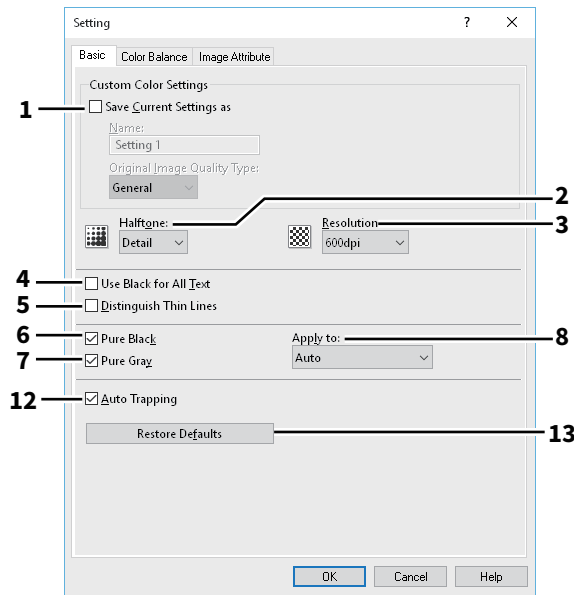 Setting ?
Basic Color Balance Image Attribute
Custom Color Settings
1 Save Current Settings as
Name:
Setting 1
Original Image Quality Type:
General
2
Halftone: Resolution 3
Detail 600dpi
4 Use Black for All Text
5 Distinguish Thin Lines
6 Pure Black Apply to: 8
7 Pure Gray Auto
12 Auto Trapping
Restore Defaults 13
OK Cancel Help